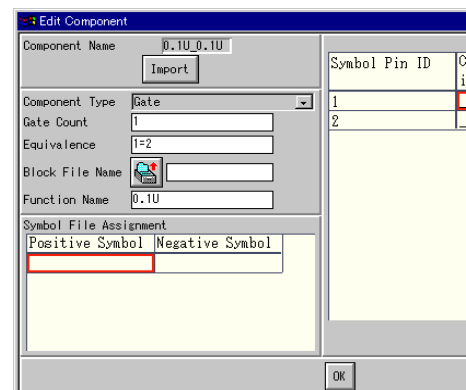 Edit Component
Component Name 0.1U_0.1U
Import
Component Type Gate
Gate Count 1
Equivalence 1=2
Block File Name
Function Name 0.1U
Symbol File Assignment
Positive Symbol Negative Symbol
Symbol Pin ID
1
2
OK